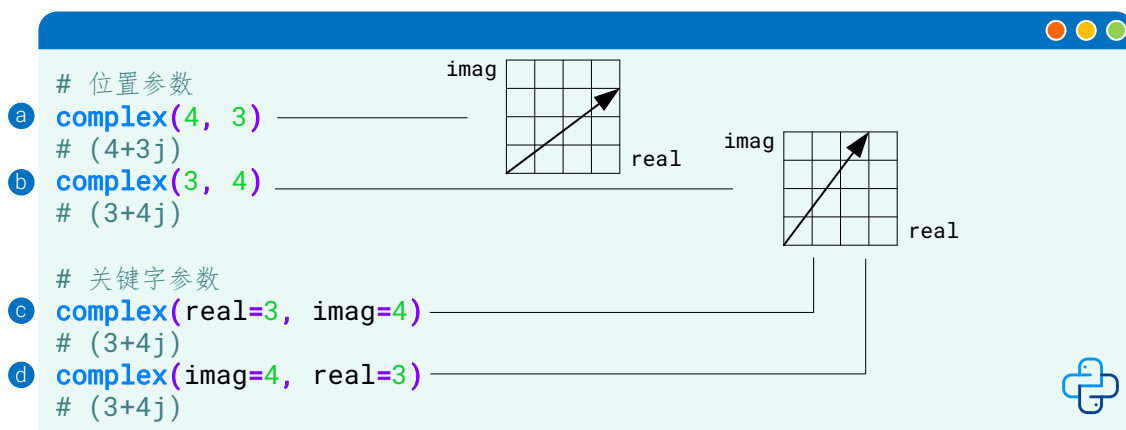 # 位置参数
a complex(4, 3)
# (4+3j)
b complex(3, 4)
# (3+4j)
# 关键字参数
c complex(real=3, imag=4)
# (3+4j)
d complex(imag=4, real=3)
# (3+4j)
imag
real
imag
real